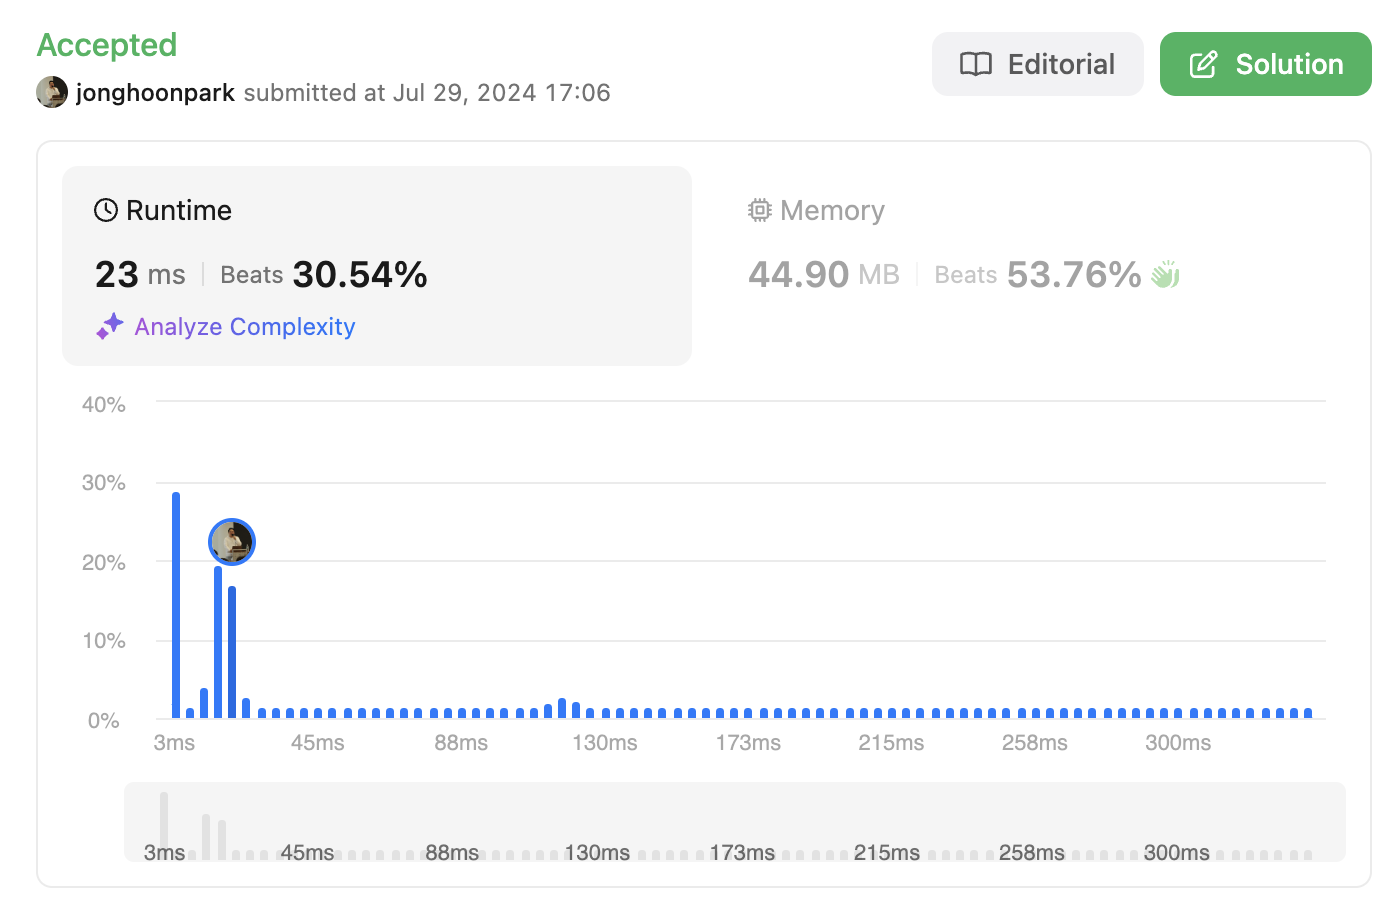 Accepted
jonghoonpark submitted at Jul 29, 2024 17:06
Editorial
Solution
Runtime
23 ms Beats 30.54%
Analyze Complexity
Memory
44.90 MB Beats 53.76%
40%
30%
20%
10%
0%
3ms 45ms 88ms 130ms 173ms 215ms 258ms 300ms
3ms 45ms 88ms 130ms 173ms 215ms 258ms 300ms